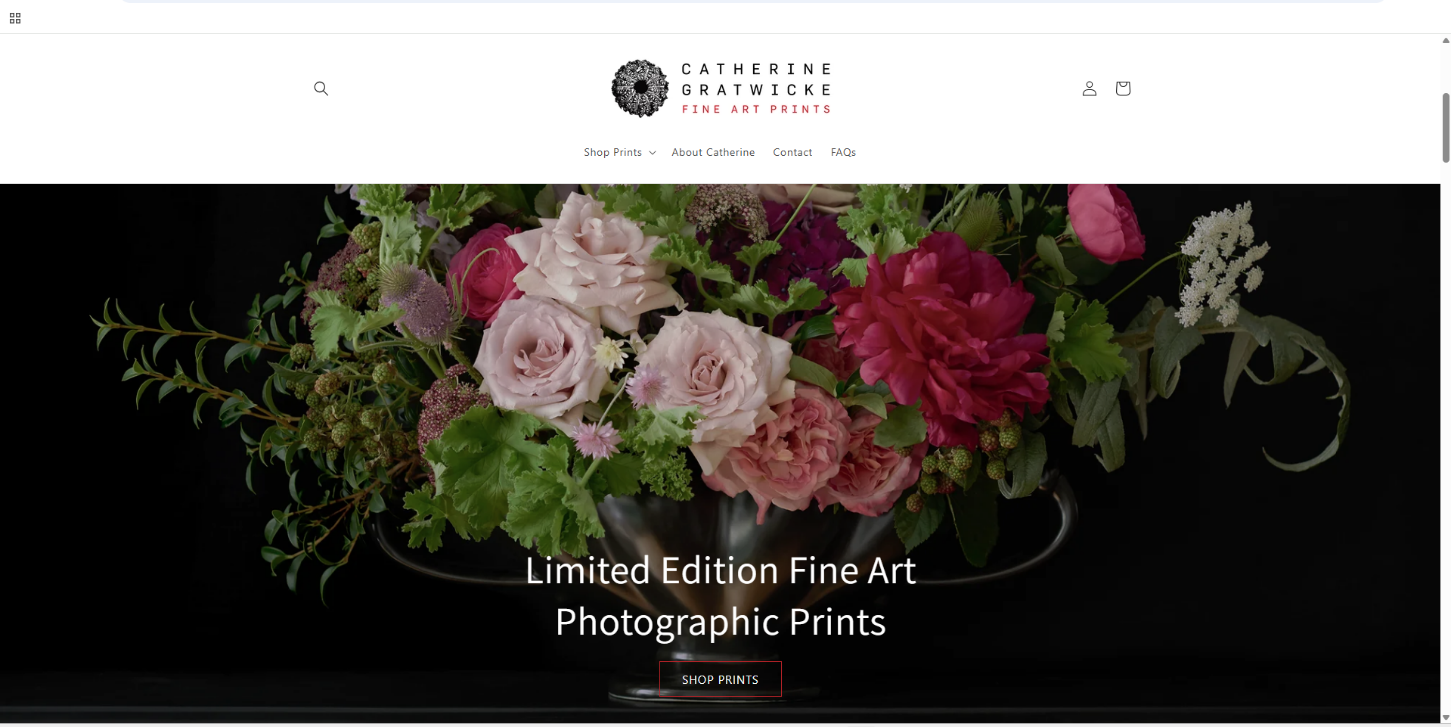 CATHERINE
GRATWICKE
FINE ART PRINTS
Shop Prints
About Catherine
Contact
FAQs
Limited Edition Fine Art
Photographic Prints
SHOP PRINTS